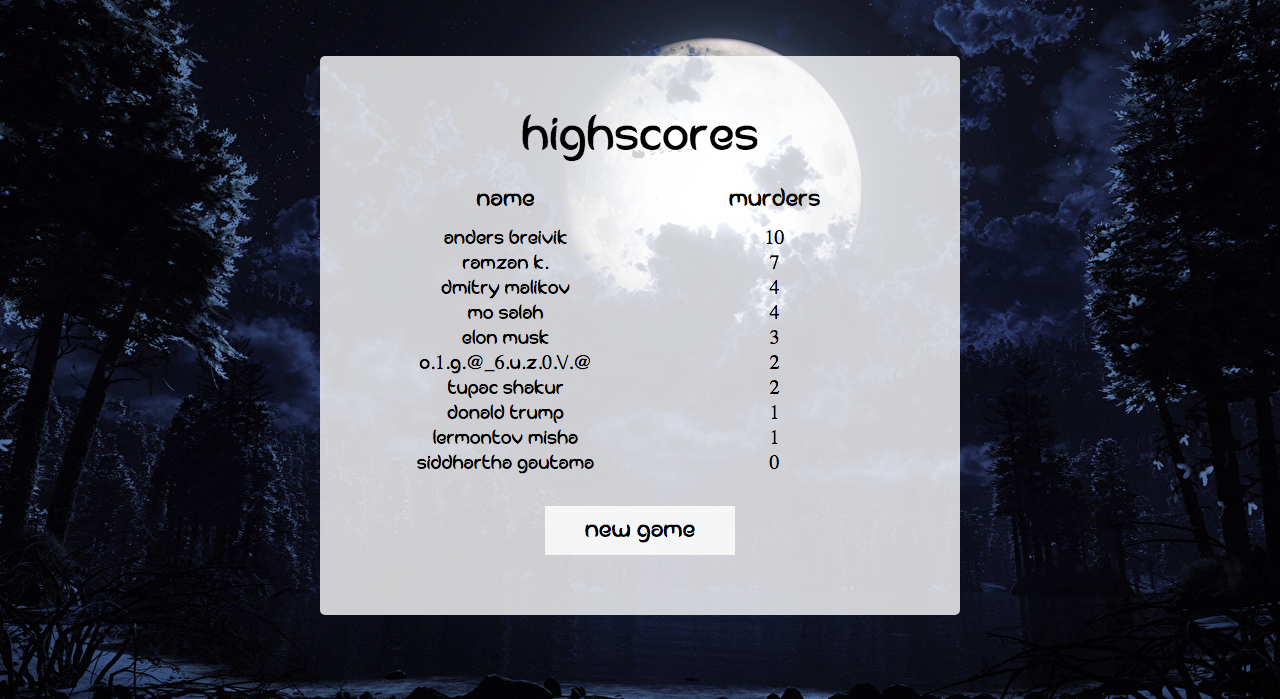 highscores
name murders
anders breivik 10
ramzan k. 7
dmitry malikov 4
mo salah 4
elon musk 3
o.1.g.@_6.u.z.0.V.@ 2
tupac shakur 2
donald trump 1
lermontov misha 1
siddhartha gautama 0
new game